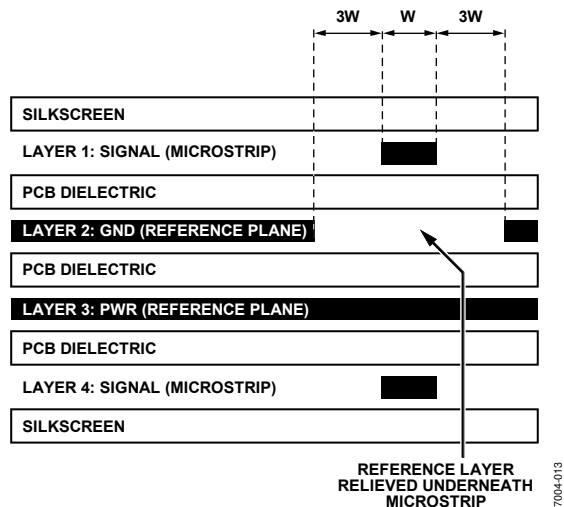 3W W 3W
SILKSCREEN
LAYER 1: SIGNAL (MICROSTRIP)
PCB DIELECTRIC
LAYER 2: GND (REFERENCE PLANE)
PCB DIELECTRIC
LAYER 3: PWR (REFERENCE PLANE)
PCB DIELECTRIC
LAYER 4: SIGNAL (MICROSTRIP)
SILKSCREEN
REFERENCE LAYER
RELIEVED UNDERNEATH
MICROSTRIP
7004-013